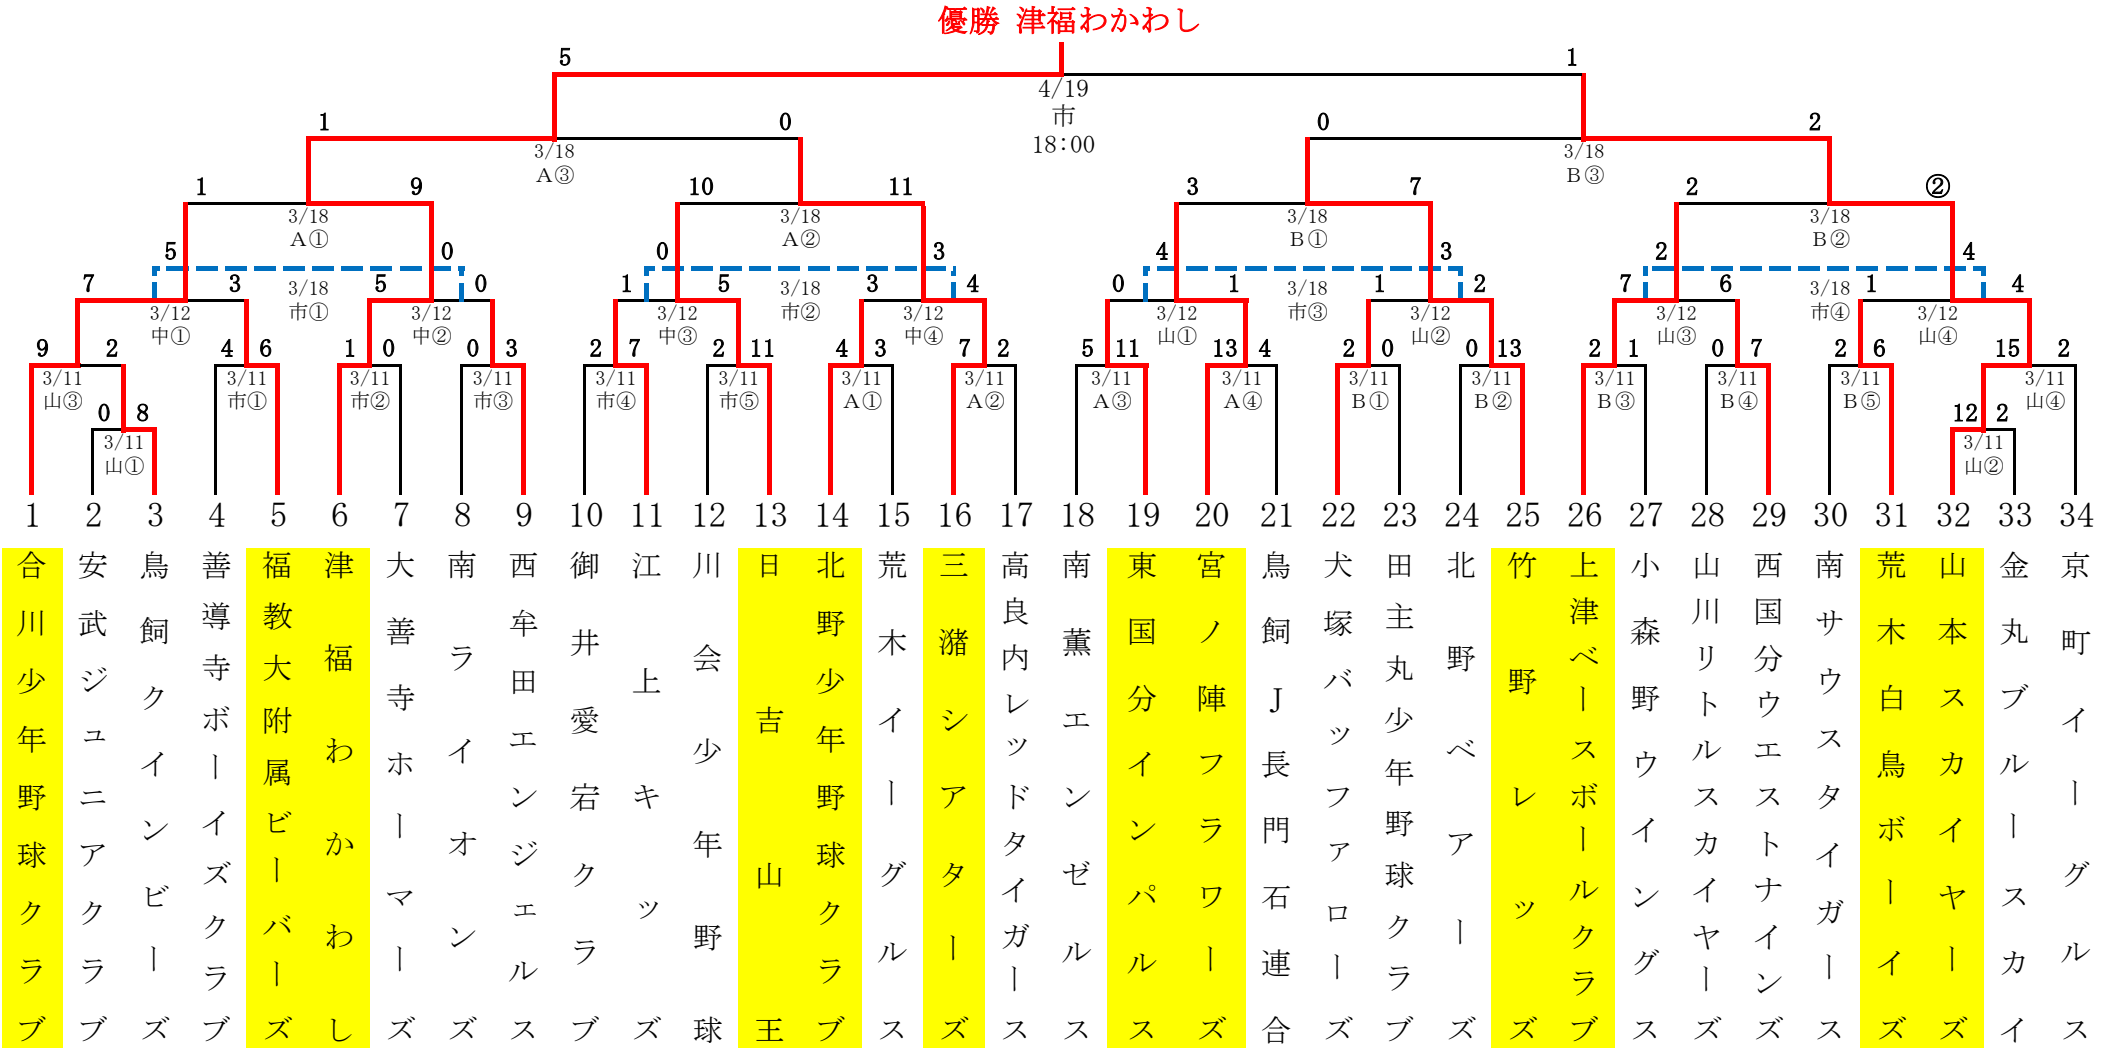 優勝 津福わかわし
5 1
4/19
市
18:00
1 0 0 2
3/18 3/18
A③ B③
1 9 10 11 3 7 2 ②
3/18 3/18 3/18 3/18
A① A② B① B②
5 0 0 3 4 3 2 4
7 3 3/18 5 0 1 5 3/18 3 4 0 1 3/18 1 2 7 6 3/18 1 4
市① 市② 市③ 市④
3/12 3/12 3/12 3/12 3/12 3/12 3/12 3/12
中① 中② 中③ 中④ 山① 山② 山③ 山④
9 2 4 6 1 0 0 3 2 7 2 11 4 3 7 2 5 11 13 4 2 0 0 13 2 1 0 7 2 6 15 2
3/11 3/11 3/11 3/11 3/11 3/11 3/11 3/11 3/11 3/11 3/11 3/11 3/11 3/11 3/11 3/11
山③ 市① 市② 市③ 市④ 市⑤ A① A② A③ A④ B① B② B③ B④ B⑤ 山④
0 8 12 2
3/11 3/11
山① 山②
1 2 3 4 5 6 7 8 9 10 11 12 13 14 15 16 17 18 19 20 21 22 23 24 25 26 27 28 29 30 31 32 33 34
合川少年野球クラブ
安武ジュニアクラブ
鳥飼クインビーズ
善導寺ボーイズクラブ
福教大附属ビーバーズ
津福わかわし
大善寺ホーマーズ
南ライオンズ
西牟田エンジェルス
御井愛宕クラブ
江上キッズ
川会少年野球
日吉山王
北野少年野球クラブ
荒木イーグルス
三潴シアターズ
高良内レッドタイガース
南薫エンゼルス
東国分インパルス
宮ノ陣フラワーズ
鳥飼J長門石連合
犬塚バッファローズ
田主丸少年野球クラブ
北野ベアーズ
竹野レッズ
上津ベースボールクラブ
小森野ウイングス
山川リトルスカイヤーズ
西国分ウエストナインズ
南サウスタイガース
荒木白鳥ボーイズ
山本スカイヤーズ
金丸ブルースカイ
京町イーグルス